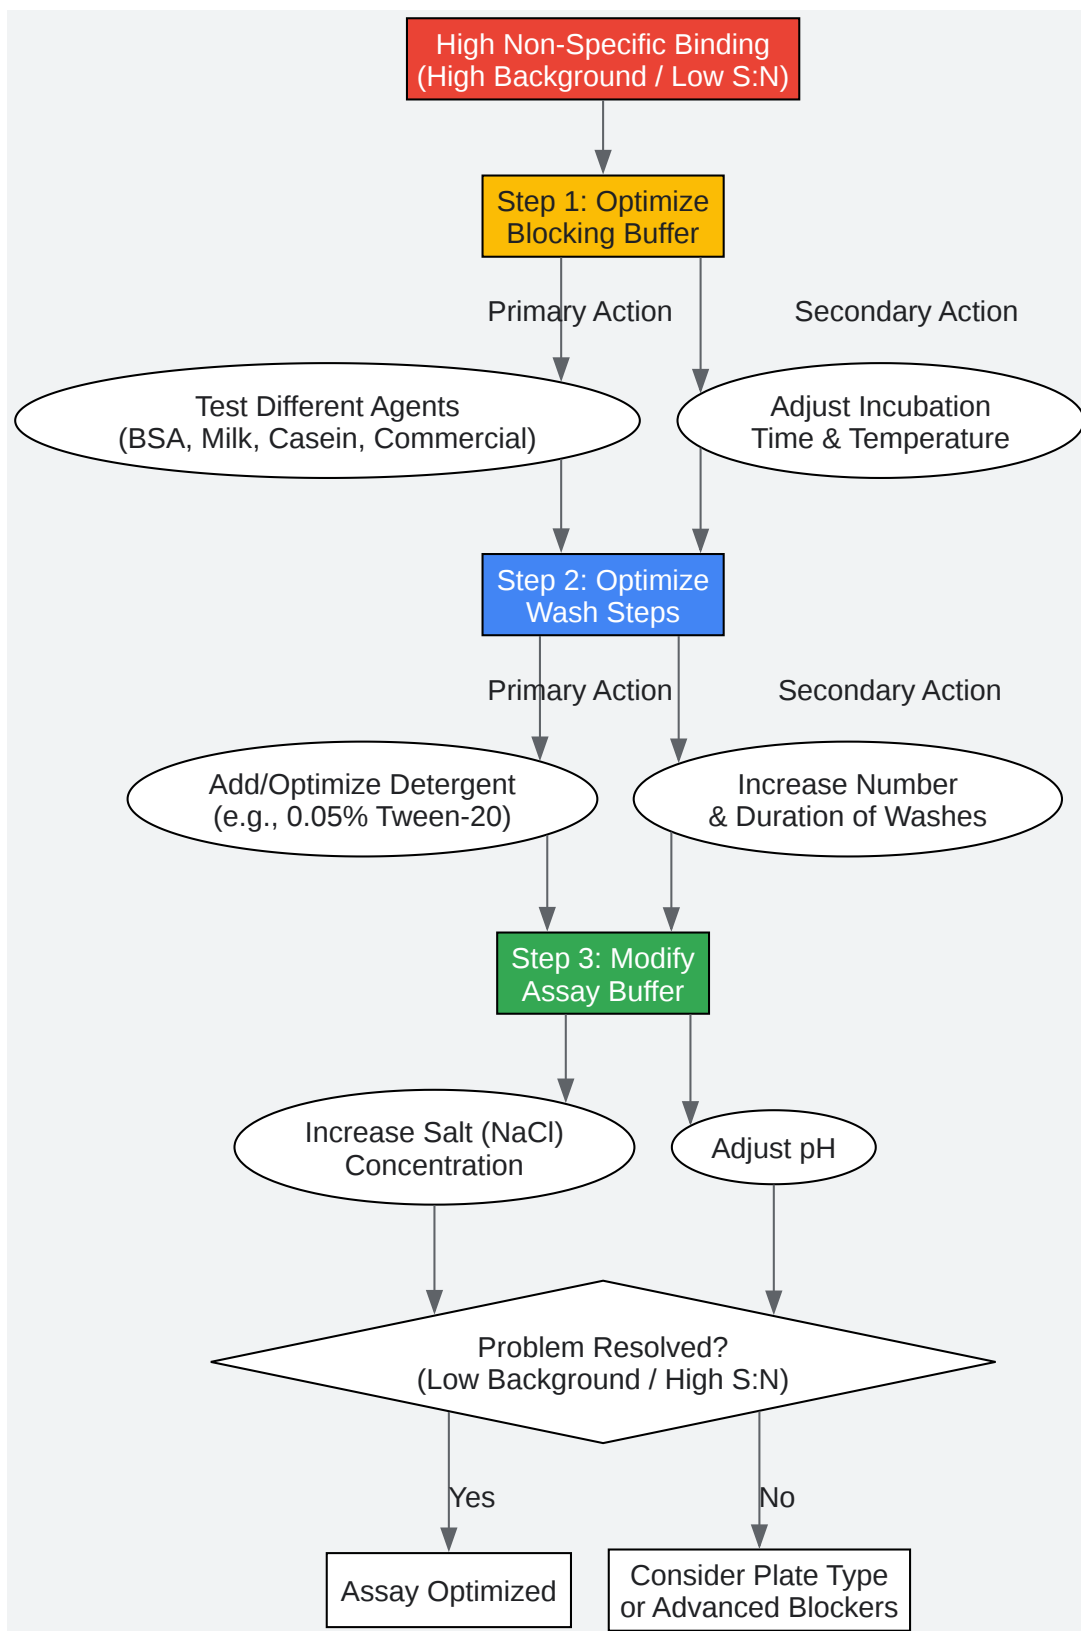 High Non-Specific Binding
(High Background / Low S:N)
Step 1: Optimize
Blocking Buffer
Primary Action
Secondary Action
Test Different Agents
(BSA, Milk, Casein, Commercial)
Adjust Incubation
Time & Temperature
Step 2: Optimize
Wash Steps
Primary Action
Secondary Action
Add/Optimize Detergent
(e.g., 0.05% Tween-20)
Increase Number
& Duration of Washes
Step 3: Modify
Assay Buffer
Increase Salt (NaCl)
Concentration
Adjust pH
Problem Resolved?
(Low Background / High S:N)
Yes
No
Assay Optimized
Consider Plate Type
or Advanced Blockers